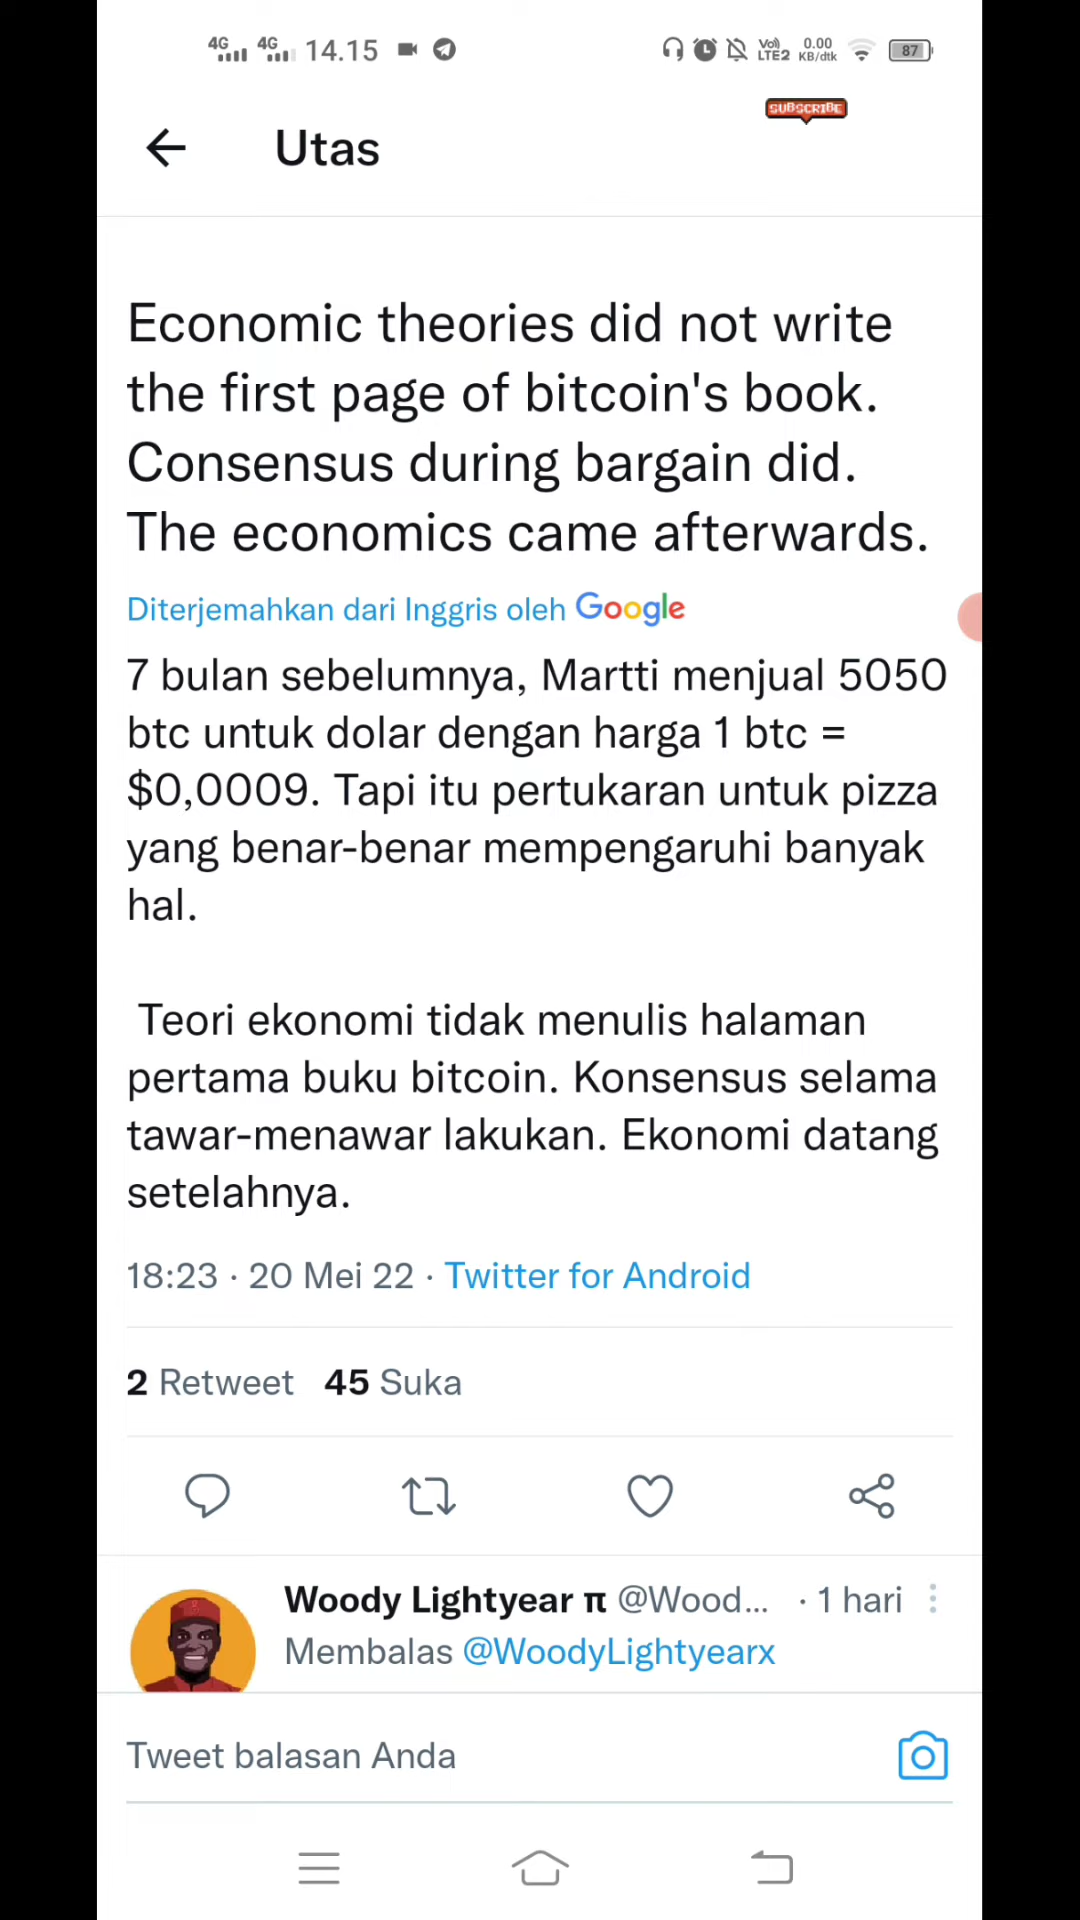 4G 4G 14.15 Vo) LTE2 0.00 KB/dtk 87
SUBSCRIBE
Utas
Economic theories did not write
the first page of bitcoin's book.
Consensus during bargain did.
The economics came afterwards.
Diterjemahkan dari Inggris oleh Google
7 bulan sebelumnya, Martti menjual 5050
btc untuk dolar dengan harga 1 btc =
$0,0009. Tapi itu pertukaran untuk pizza
yang benar-benar mempengaruhi banyak
hal.
Teori ekonomi tidak menulis halaman
pertama buku bitcoin. Konsensus selama
tawar-menawar lakukan. Ekonomi datang
setelahnya.
18:23 · 20 Mei 22 · Twitter for Android
2 Retweet 45 Suka
Woody Lightyear π @Wood... · 1 hari
Membalas @WoodyLightyearx
Tweet balasan Anda